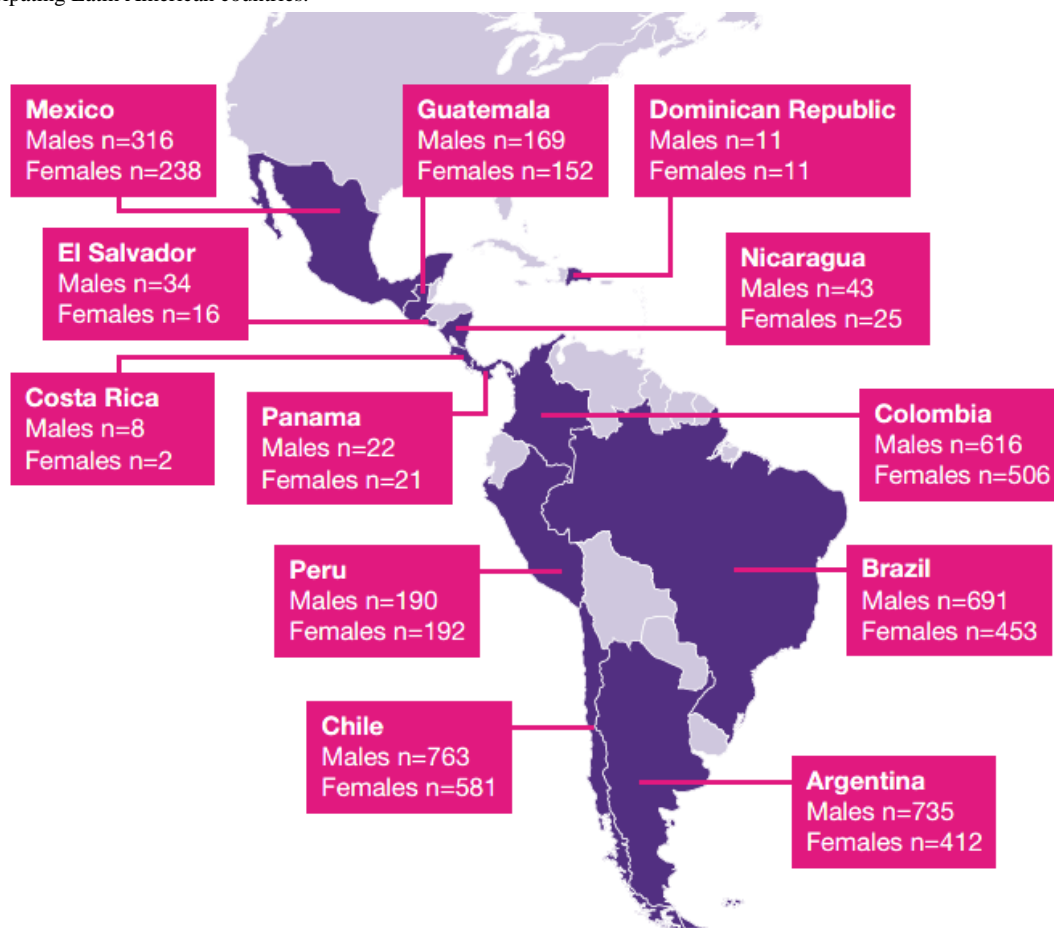 Latin American countries.
Mexico
Males n=316
Females n=238
Guatemala
Males n=169
Females n=152
Dominican Republic
Males n=11
Females n=11
El Salvador
Males n=34
Females n=16
Nicaragua
Males n=43
Females n=25
Costa Rica
Males n=8
Females n=2
Panama
Males n=22
Females n=21
Colombia
Males n=616
Females n=506
Peru
Males n=190
Females n=192
Brazil
Males n=691
Females n=453
Chile
Males n=763
Females n=581
Argentina
Males n=735
Females n=412